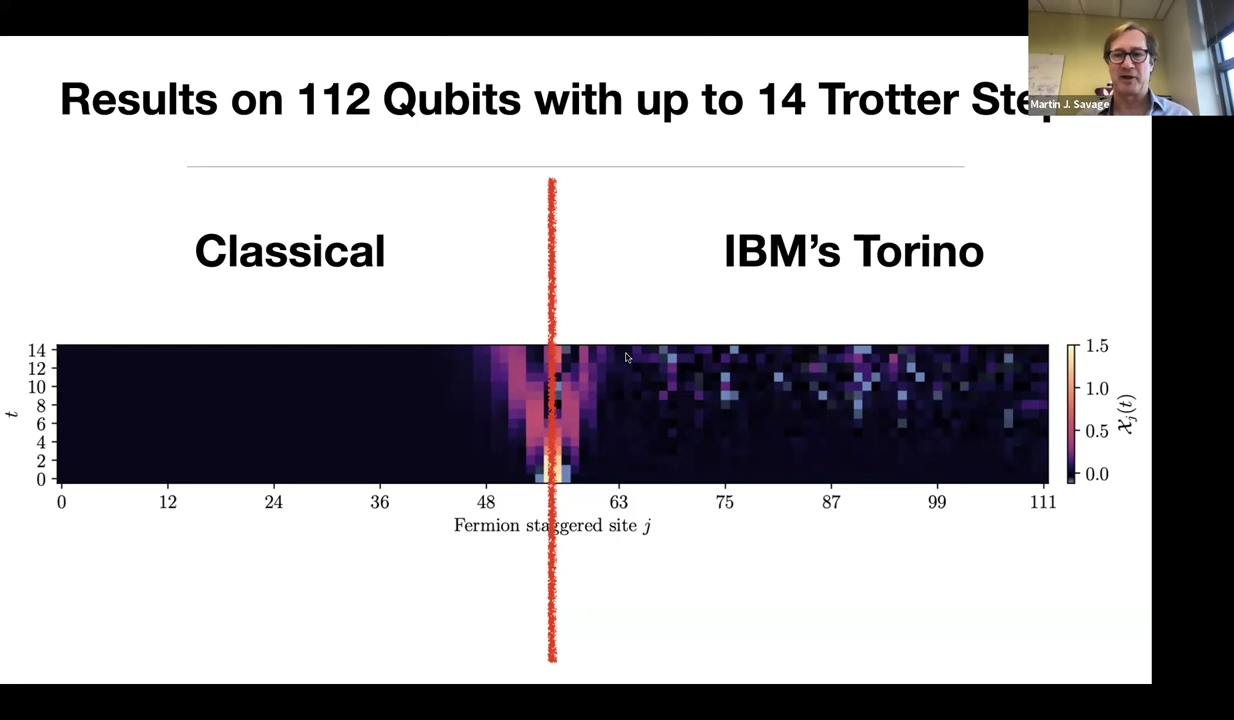 Results on 112 Qubits with up to 14 Trotter Step
Martin J. Savage
Classical
IBM's Torino
14
12
10
8
6
4
2
0
t
1.5
1.0
0.5
0.0
𝒳j(t)
0 12 24 36 48 63 75 87 99 111
Fermion staggered site j